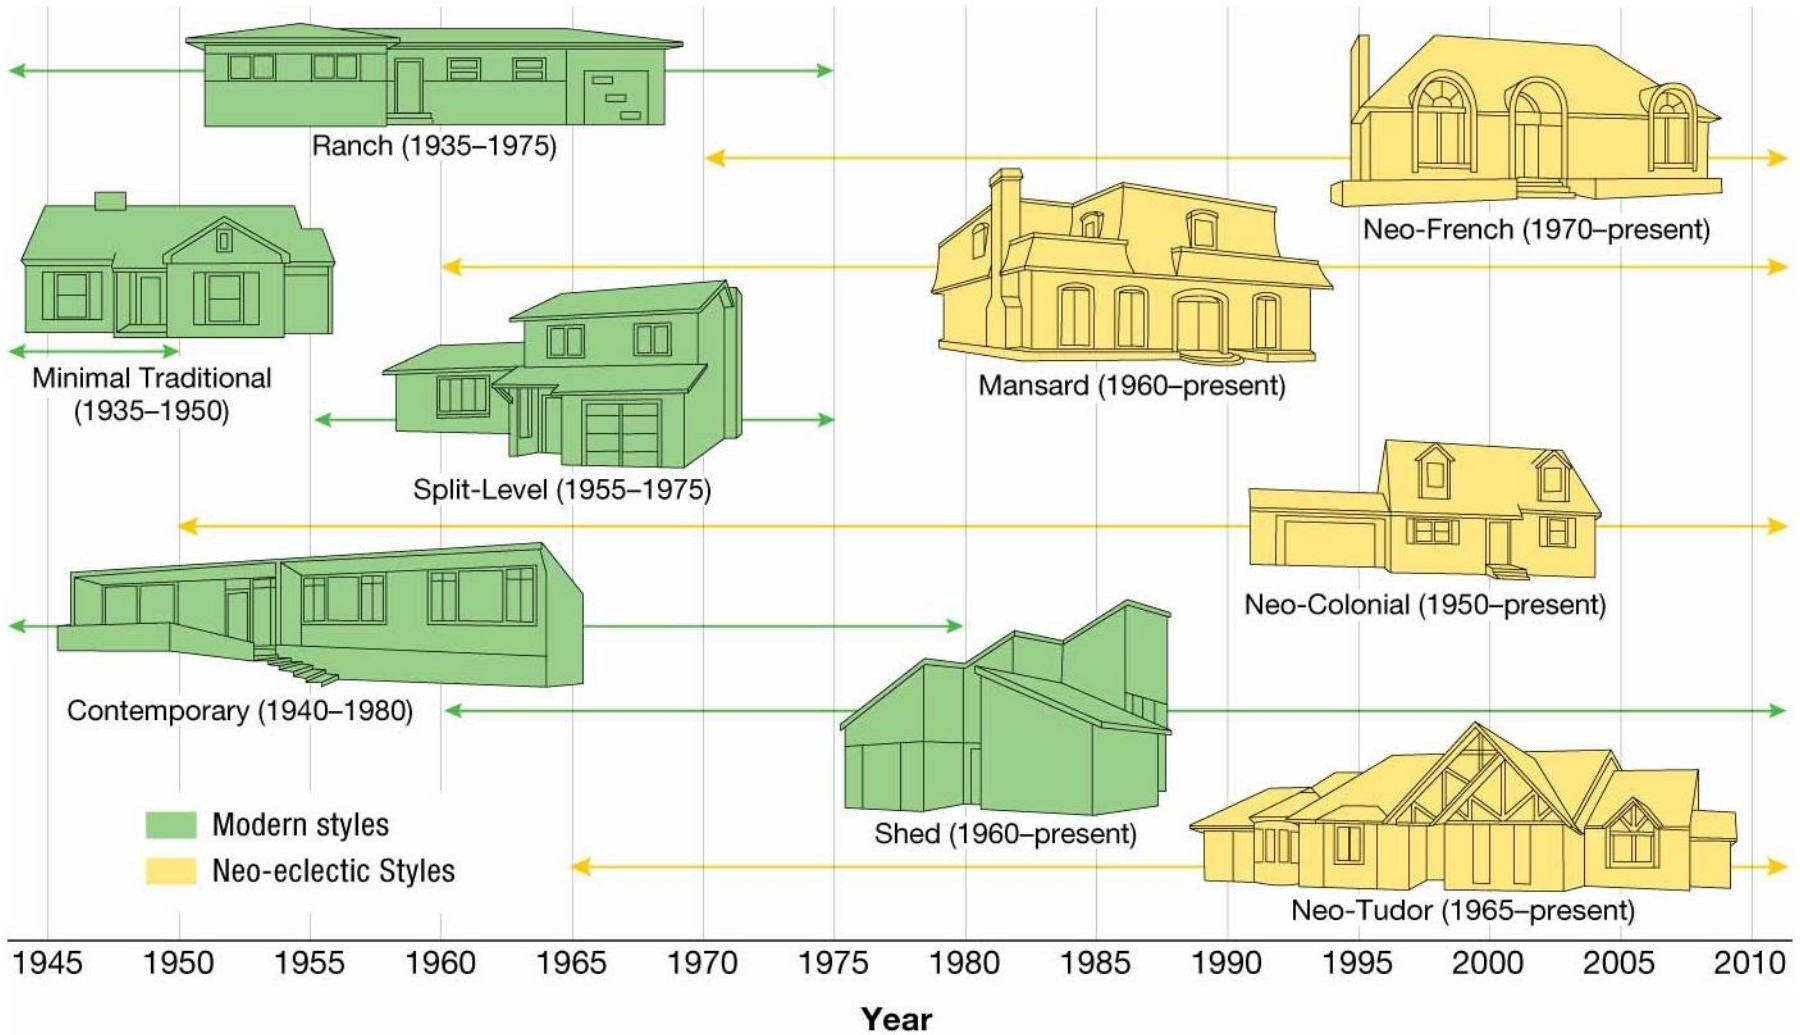 Ranch (1935–1975)
Neo-French (1970–present)
Minimal Traditional
(1935–1950)
Mansard (1960–present)
Split-Level (1955–1975)
Neo-Colonial (1950–present)
Contemporary (1940–1980)
Shed (1960–present)
Modern styles
Neo-eclectic Styles
Neo-Tudor (1965–present)
1945 1950 1955 1960 1965 1970 1975 1980 1985 1990 1995 2000 2005 2010
Year